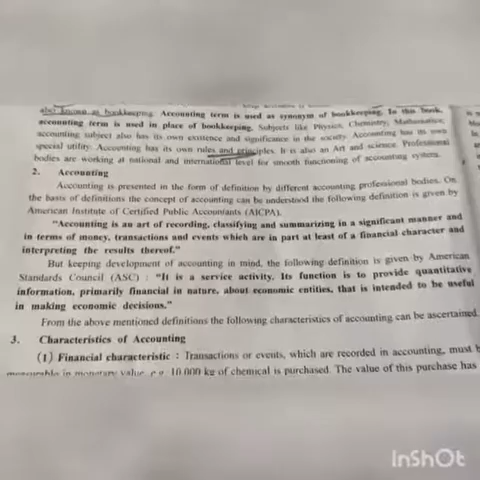 also known as bookkeeping. Accounting term is used as synonym of bookkeeping. To this book,
accounting term is used in place of bookkeeping. Subjects like Physics, Chemistry, Mathematics,
accounting subject also has its own existence and significance in the society. Accounting has its own
special utility. Accounting has its own rules and principles. It is also an Art and science. Professional
bodies are working at national and international level for smooth functioning of accounting system.
2. Accounting
Accounting is presented in the form of definition by different accounting professional bodies. On
the basis of definitions the concept of accounting can be understood the following definition is given by
American Institute of Certified Public Accountants (AICPA).
"Accounting is an art of recording, classifying and summarizing in a significant manner and
in terms of money, transactions and events which are in part at least of a financial character and
interpreting the results thereof."
But keeping development of accounting in mind, the following definition is given by American
Standards Council (ASC) : "It is a service activity. Its function is to provide quantitative
information, primarily financial in nature, about economic entities, that is intended to be useful
in making economic decisions."
From the above mentioned definitions the following characteristics of accounting can be ascertained.
3. Characteristics of Accounting
(1) Financial characteristic : Transactions or events, which are recorded in accounting, must
measurable in monetary value. e.g. 10,000 kg of chemical is purchased. The value of this purchase has
InShOt